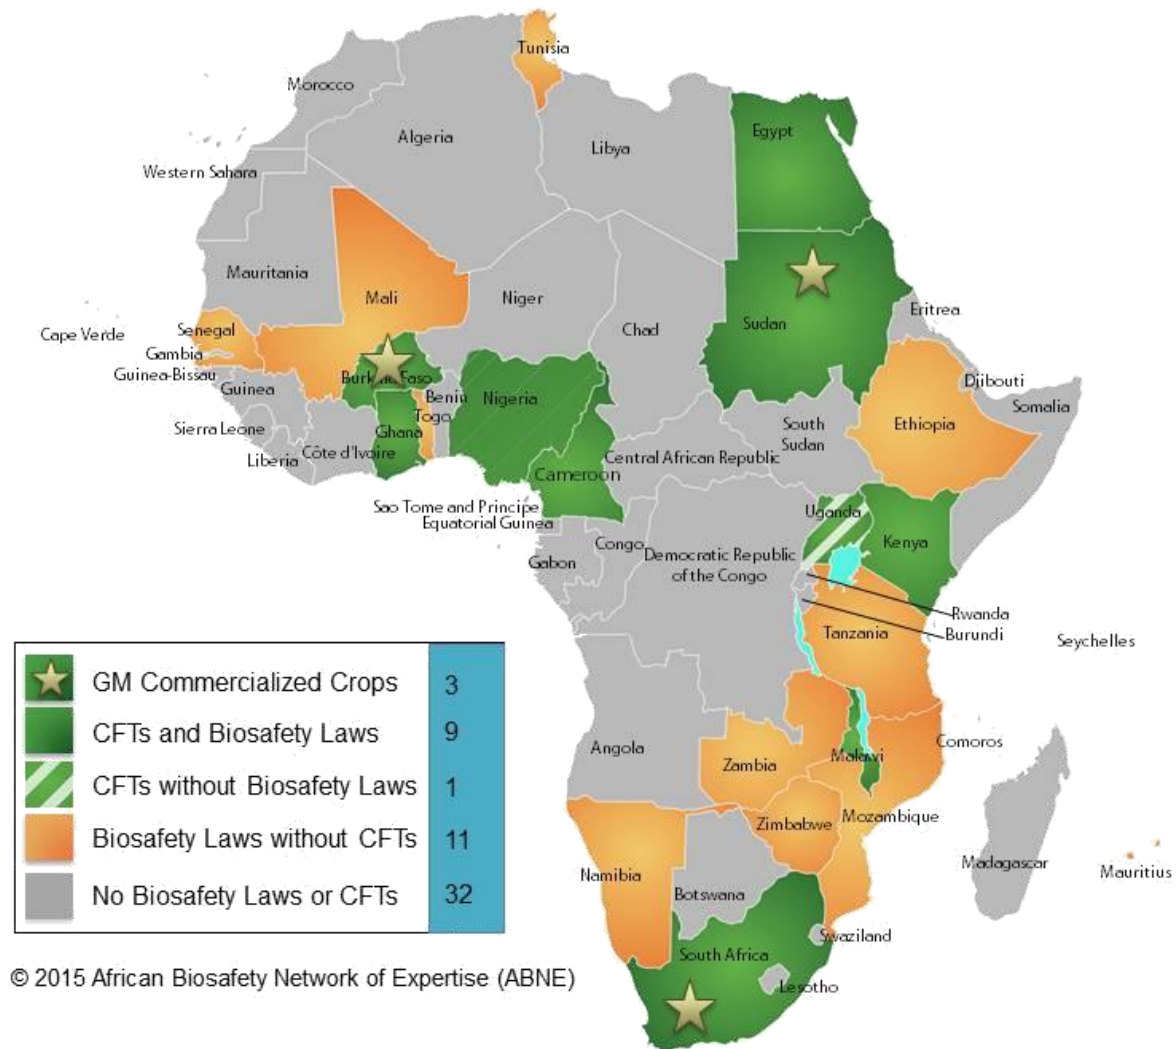 Tunisia
Morocco
Algeria
Libya
Egypt
Western Sahara
Mauritania
Mali
Niger
Chad
Sudan
Eritrea
Cape Verde
Senegal
Gambia
Guinea-Bissau
Guinea
Burkina Faso
Benin
Togo
Nigeria
Djibouti
Somalia
Sierra Leone
Liberia
Côte d'Ivoire
Ghana
Cameroon
Central African Republic
South
Sudan
Ethiopia
Sao Tome and Principe
Equatorial Guinea
Gabon
Congo
Democratic Republic
of the Congo
Uganda
Kenya
Rwanda
Burundi
Tanzania
Seychelles
Angola
Zambia
Malawi
Comoros
Mozambique
Zimbabwe
Namibia
Botswana
Madagascar
Mauritius
Swaziland
South Africa
Lesotho
GM Commercialized Crops 3
CFTs and Biosafety Laws 9
CFTs without Biosafety Laws 1
Biosafety Laws without CFTs 11
No Biosafety Laws or CFTs 32
© 2015 African Biosafety Network of Expertise (ABNE)